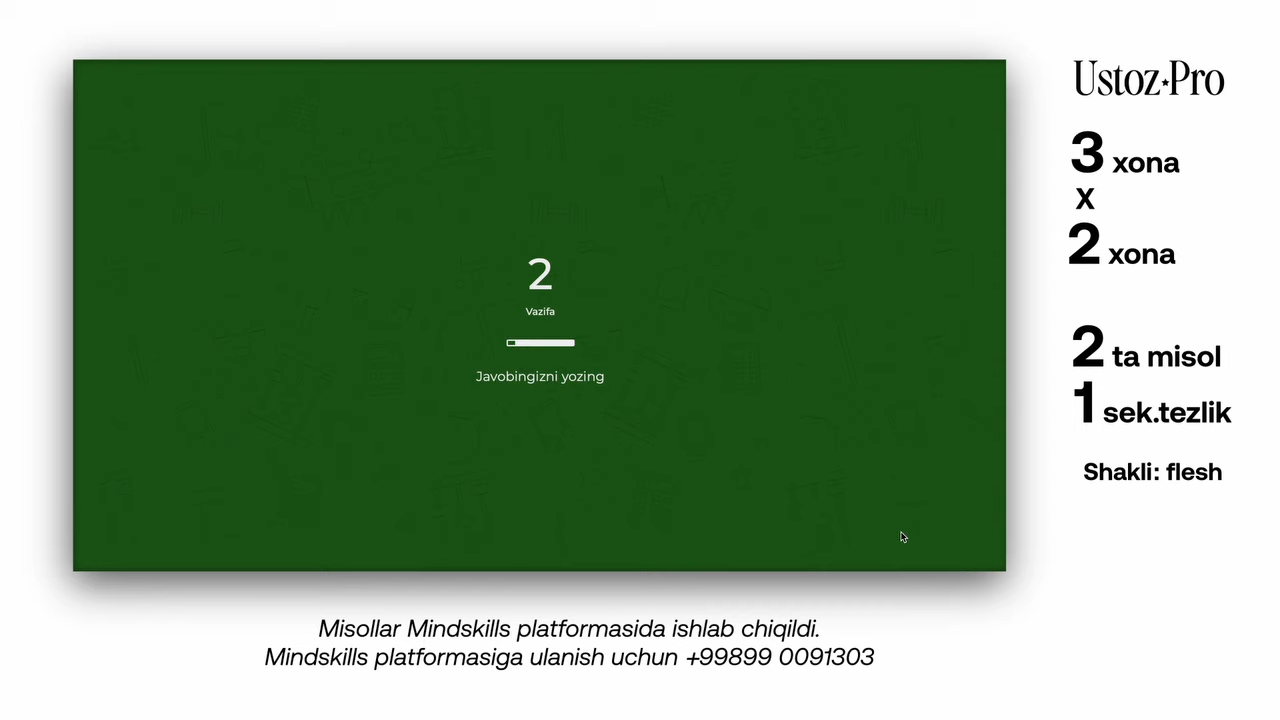 Ustoz★Pro
3 xona
x
2 xona
2 ta misol
1 sek.tezlik
Shakli: flesh
2
Vazifa
Javobingizni yozing
Misollar Mindskills platformasida ishlab chiqildi.
Mindskills platformasiga ulanish uchun +99899 0091303